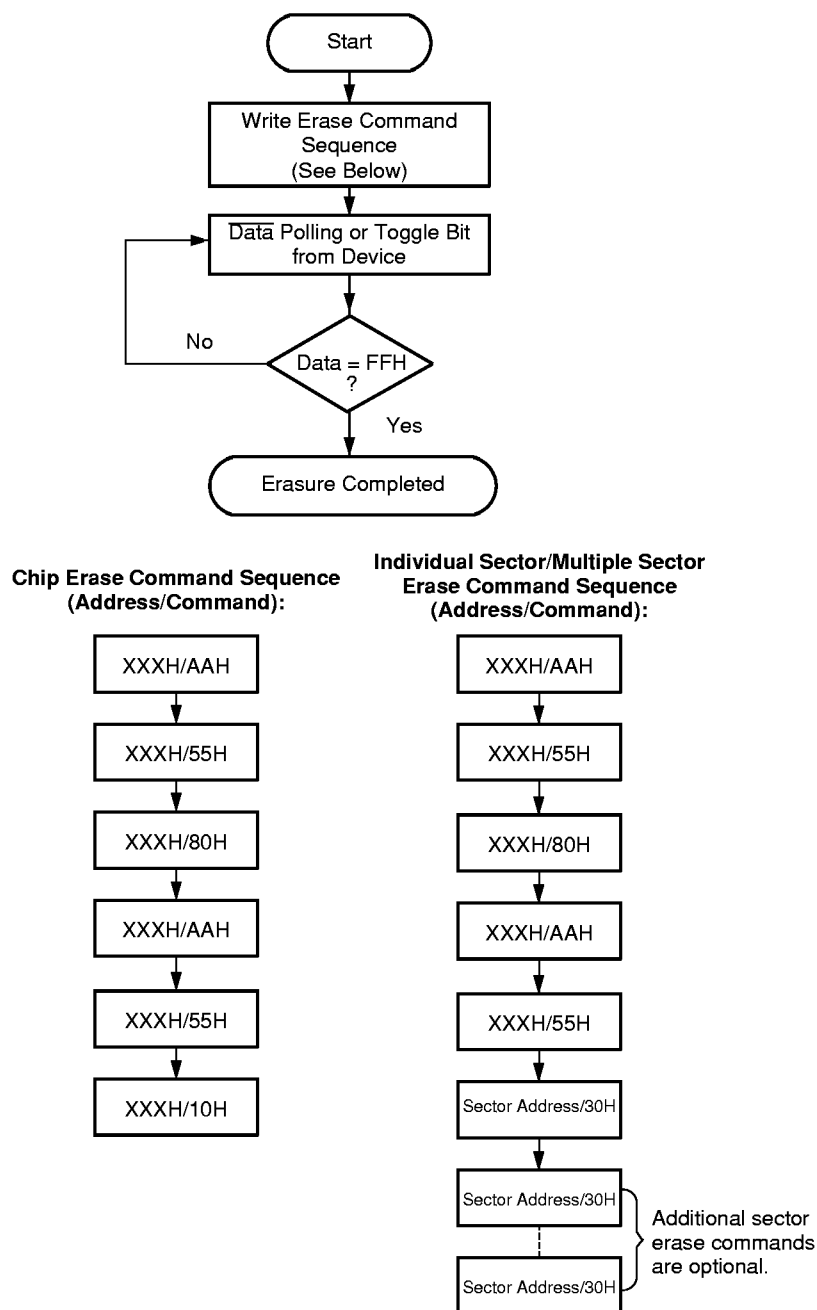 Start
Write Erase Command
Sequence
(See Below)
Data Polling or Toggle Bit
from Device
No
Data = FFH
?
Yes
Erasure Completed
Chip Erase Command Sequence
(Address/Command):
XXXH/AAH
XXXH/55H
XXXH/80H
XXXH/AAH
XXXH/55H
XXXH/10H
Individual Sector/Multiple Sector
Erase Command Sequence
(Address/Command):
XXXH/AAH
XXXH/55H
XXXH/80H
XXXH/AAH
XXXH/55H
Sector Address/30H
Sector Address/30H
Sector Address/30H
Additional sector
erase commands
are optional.